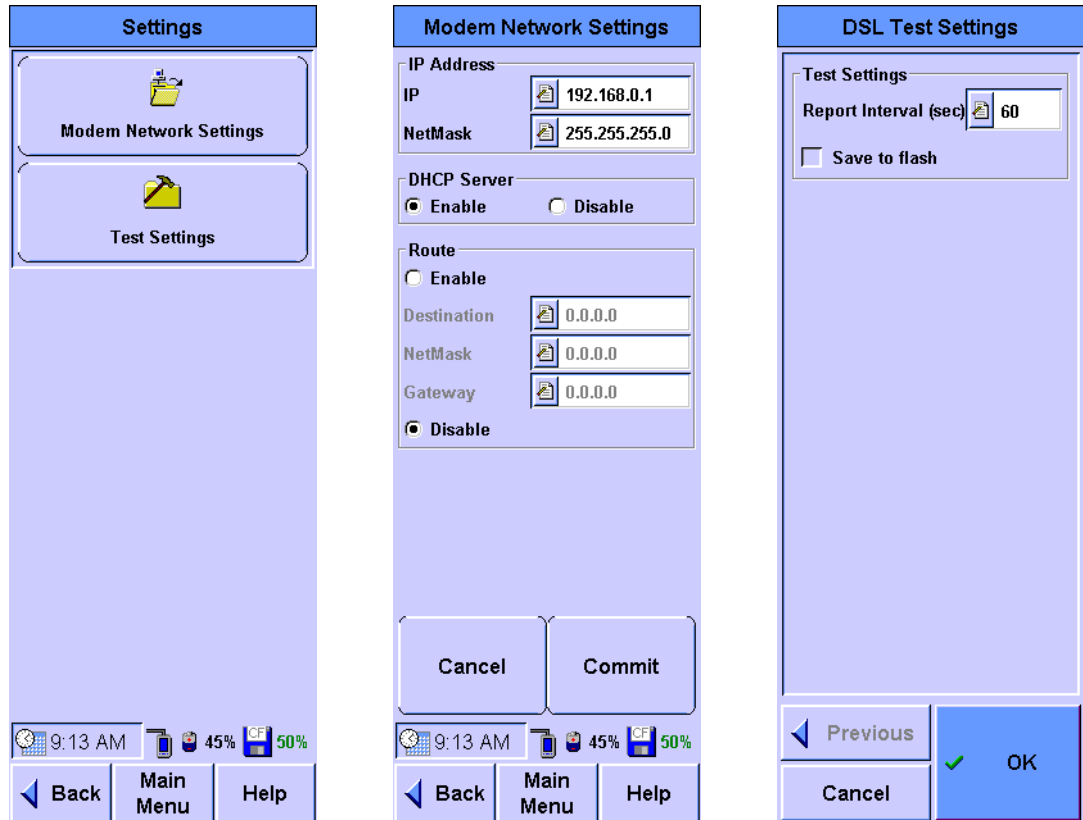 Settings
Modem Network Settings
Test Settings
9:13 AM 45% CF 50%
Back Main Menu Help
Modem Network Settings
IP Address
IP 192.168.0.1
NetMask 255.255.255.0
DHCP Server
Enable Disable
Route
Enable
Destination 0.0.0.0
NetMask 0.0.0.0
Gateway 0.0.0.0
Disable
Cancel Commit
9:13 AM 45% CF 50%
Back Main Menu Help
DSL Test Settings
Test Settings
Report Interval (sec) 60
Save to flash
Previous
OK
Cancel